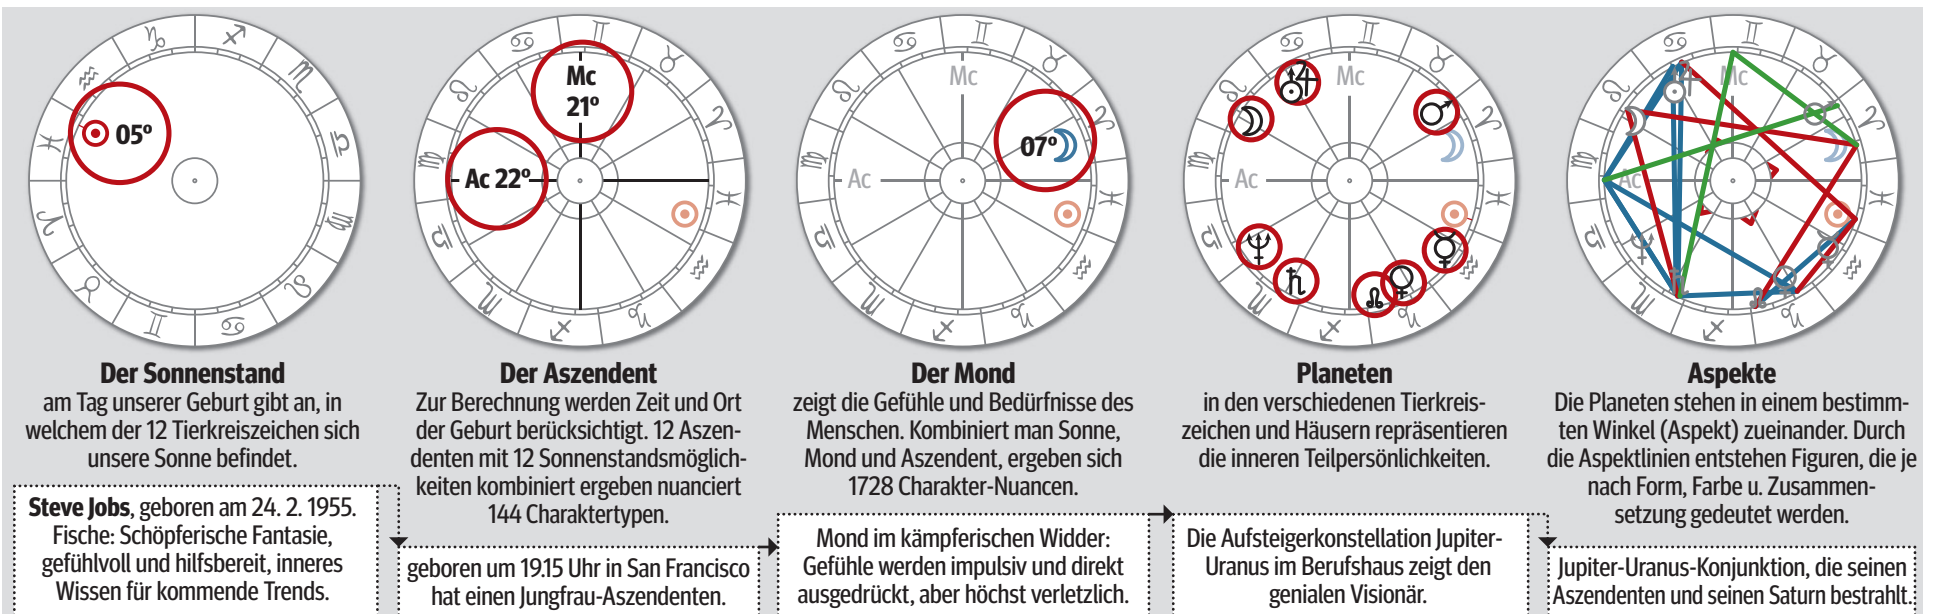 05º
Der Sonnenstand
am Tag unserer Geburt gibt an, in
welchem der 12 Tierkreiszeichen sich
unsere Sonne befindet.
Steve Jobs, geboren am 24. 2. 1955.
Fische: Schöpferische Fantasie,
gefühlvoll und hilfsbereit, inneres
Wissen für kommende Trends.
Mc
21º
Ac 22º
Der Aszendent
Zur Berechnung werden Zeit und Ort
der Geburt berücksichtigt. 12 Aszen-
denten mit 12 Sonnenstandsmöglich-
keiten kombiniert ergeben nuanciert
144 Charaktertypen.
geboren um 19.15 Uhr in San Francisco
hat einen Jungfrau-Aszendenten.
Mc
07º
Ac
Der Mond
zeigt die Gefühle und Bedürfnisse des
Menschen. Kombiniert man Sonne,
Mond und Aszendent, ergeben sich
1728 Charakter-Nuancen.
Mond im kämpferischen Widder:
Gefühle werden impulsiv und direkt
ausgedrückt, aber höchst verletzlich.
Mc
Ac
Planeten
in den verschiedenen Tierkreis-
zeichen und Häusern repräsentieren
die inneren Teilpersönlichkeiten.
Die Aufsteigerkonstellation Jupiter-
Uranus im Berufshaus zeigt den
genialen Visionär.
Mc
Ac
Aspekte
Die Planeten stehen in einem bestimm-
ten Winkel (Aspekt) zueinander. Durch
die Aspektlinien entstehen Figuren, die je
nach Form, Farbe u. Zusammen-
setzung gedeutet werden.
Jupiter-Uranus-Konjunktion, die seinen
Aszendenten und seinen Saturn bestrahlt.